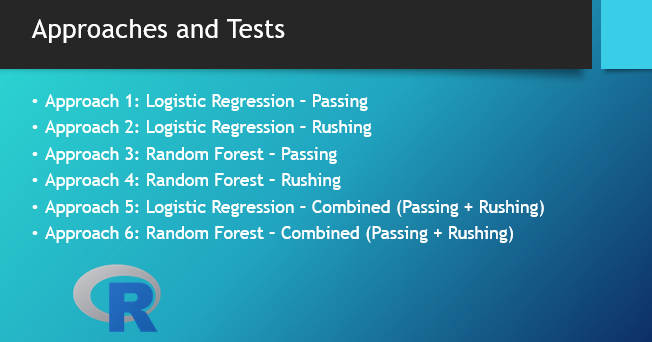 Approaches and Tests
• Approach 1: Logistic Regression – Passing
• Approach 2: Logistic Regression – Rushing
• Approach 3: Random Forest – Passing
• Approach 4: Random Forest – Rushing
• Approach 5: Logistic Regression – Combined (Passing + Rushing)
• Approach 6: Random Forest – Combined (Passing + Rushing)
R